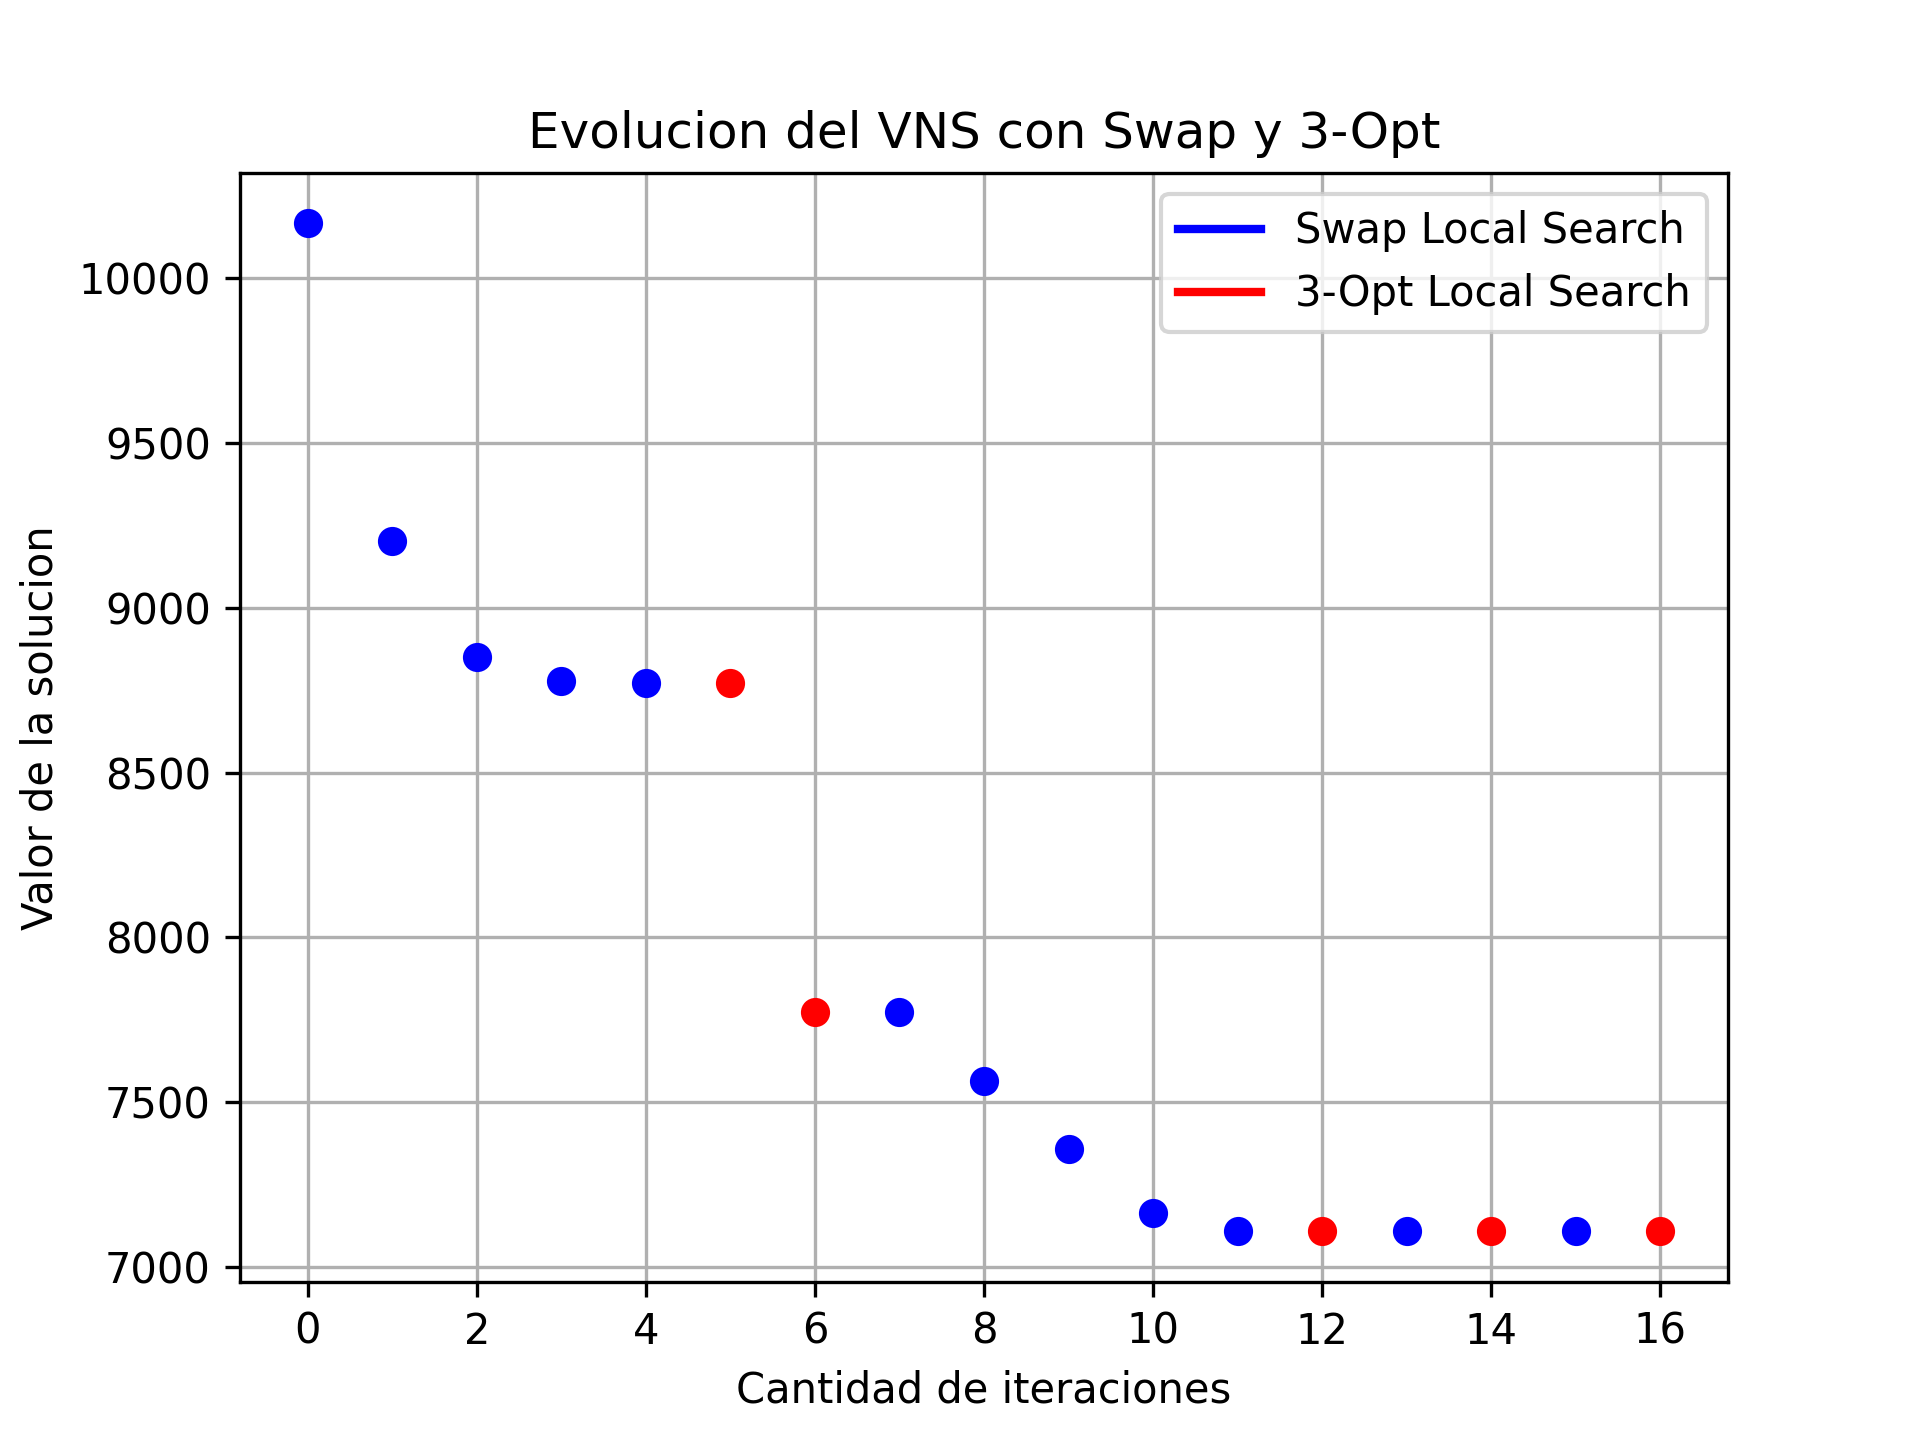 Evolucion del VNS con Swap y 3-Opt
Swap Local Search
3-Opt Local Search
Valor de la solucion
10000
9500
9000
8500
8000
7500
7000
0 2 4 6 8 10 12 14 16
Cantidad de iteraciones